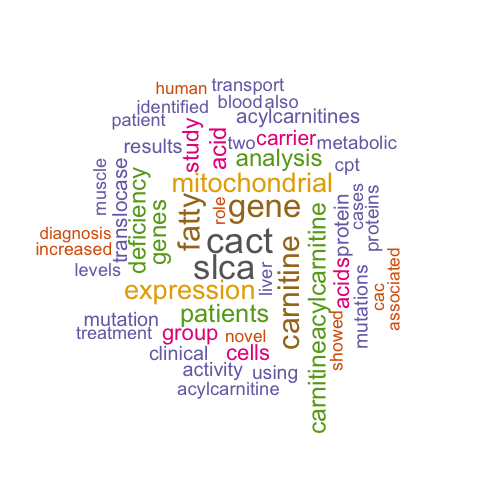 human transport
identified blood also
patient acylcarnitines
results study acid two carrier metabolic
analysis cpt
muscle translocase deficiency genes mitochondrial
fatty role gene
cact
slca
diagnosis
increased
levels
expression liver carnitine carnitineacylcarnitine
protein cases proteins
acids mutations cac associated
showed
patients
mutation group novel
treatment
clinical cells
activity using
acylcarnitine